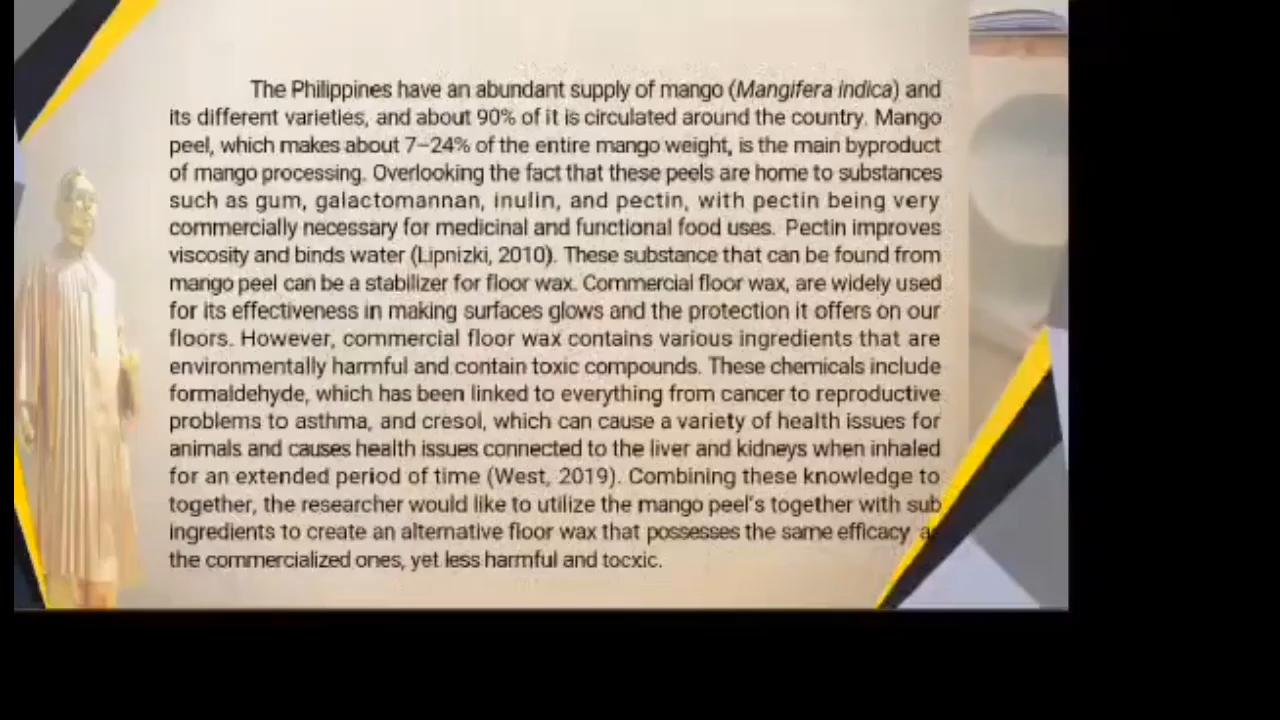 The Philippines have an abundant supply of mango (Mangifera indica) and
its different varieties, and about 90% of it is circulated around the country. Mango
peel, which makes about 7–24% of the entire mango weight, is the main byproduct
of mango processing. Overlooking the fact that these peels are home to substances
such as gum, galactomannan, inulin, and pectin, with pectin being very
commercially necessary for medicinal and functional food uses. Pectin improves
viscosity and binds water (Lipnizki, 2010). These substance that can be found from
mango peel can be a stabilizer for floor wax. Commercial floor wax, are widely used
for its effectiveness in making surfaces glows and the protection it offers on our
floors. However, commercial floor wax contains various ingredients that are
environmentally harmful and contain toxic compounds. These chemicals include
formaldehyde, which has been linked to everything from cancer to reproductive
problems to asthma, and cresol, which can cause a variety of health issues for
animals and causes health issues connected to the liver and kidneys when inhaled
for an extended period of time (West, 2019). Combining these knowledge to
together, the researcher would like to utilize the mango peel's together with sub
ingredients to create an alternative floor wax that possesses the same efficacy
the commercialized ones, yet less harmful and tocxic.